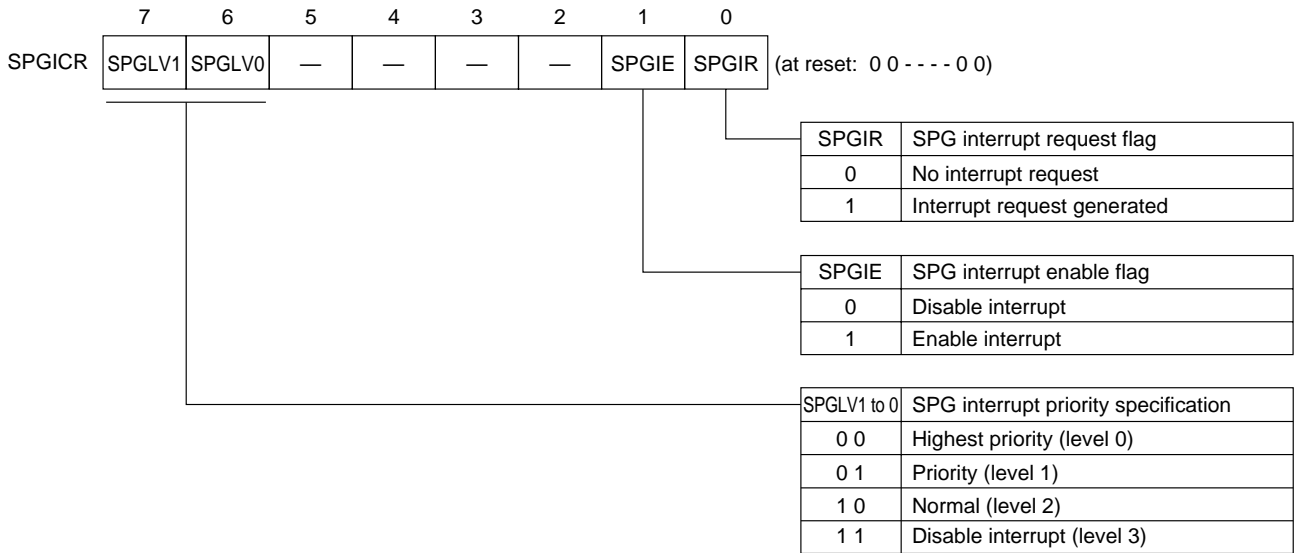 7 6 5 4 3 2 1 0
SPGICR SPGLV1 SPGLV0 — — — — SPGIE SPGIR (at reset: 0 0 - - - - 0 0)
SPGIR SPG interrupt request flag
0 No interrupt request
1 Interrupt request generated
SPGIE SPG interrupt enable flag
0 Disable interrupt
1 Enable interrupt
SPGLV1 to 0 SPG interrupt priority specification
0 0 Highest priority (level 0)
0 1 Priority (level 1)
1 0 Normal (level 2)
1 1 Disable interrupt (level 3)